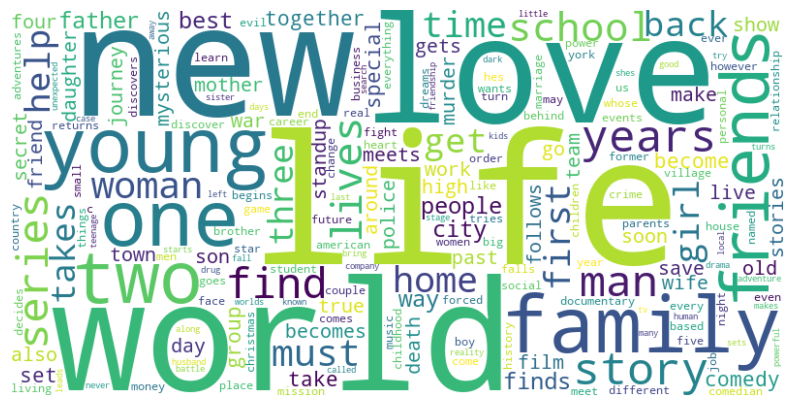 new
love
life
world
family
young
one
two
friends
school
time
back
years
series
help
father
four
best
together
evil
daughter
mother
journey
mysterious
special
gets
murder
make
show
little
ever
power
try
however
dark
good
york
hes
shes
wants
turn
may
us
whose
marriage
behind
events
personal
relationship
adventures
unexpected
away
learn
discovers
business
search
everything
dreams
friendship
secret
friend
returns
case
sister
days
end
real
war
career
discover
standup
change
fight
heart
meets
order
get
work
go
team
former
become
village
turns
woman
small
left
begins
three
lives
last
future
around
police
high
like
people
tries
crime
children
first
girl
live
house
named
local
stories
country
takes
things
teenage
game
brother
town
son
star
men
american
bring
stage
kids
women
city
big
follows
parents
soon
drama
adventure
starts
drug
fall
student
company
past
falls
year
save
old
decides
find
goes
worlds
known
couple
true
home
way
forced
social
documentary
wife
every
human
night
even
makes
also
along
face
group
christmas
comes
music
childhood
boy
reality
history
tv
many
based
five
job
man
must
becomes
day
set
husband
battle
death
film
come
story
comedy
sets
powerful
living
leads
never
money
place
mission
called
take
finds
meet
different
comedian